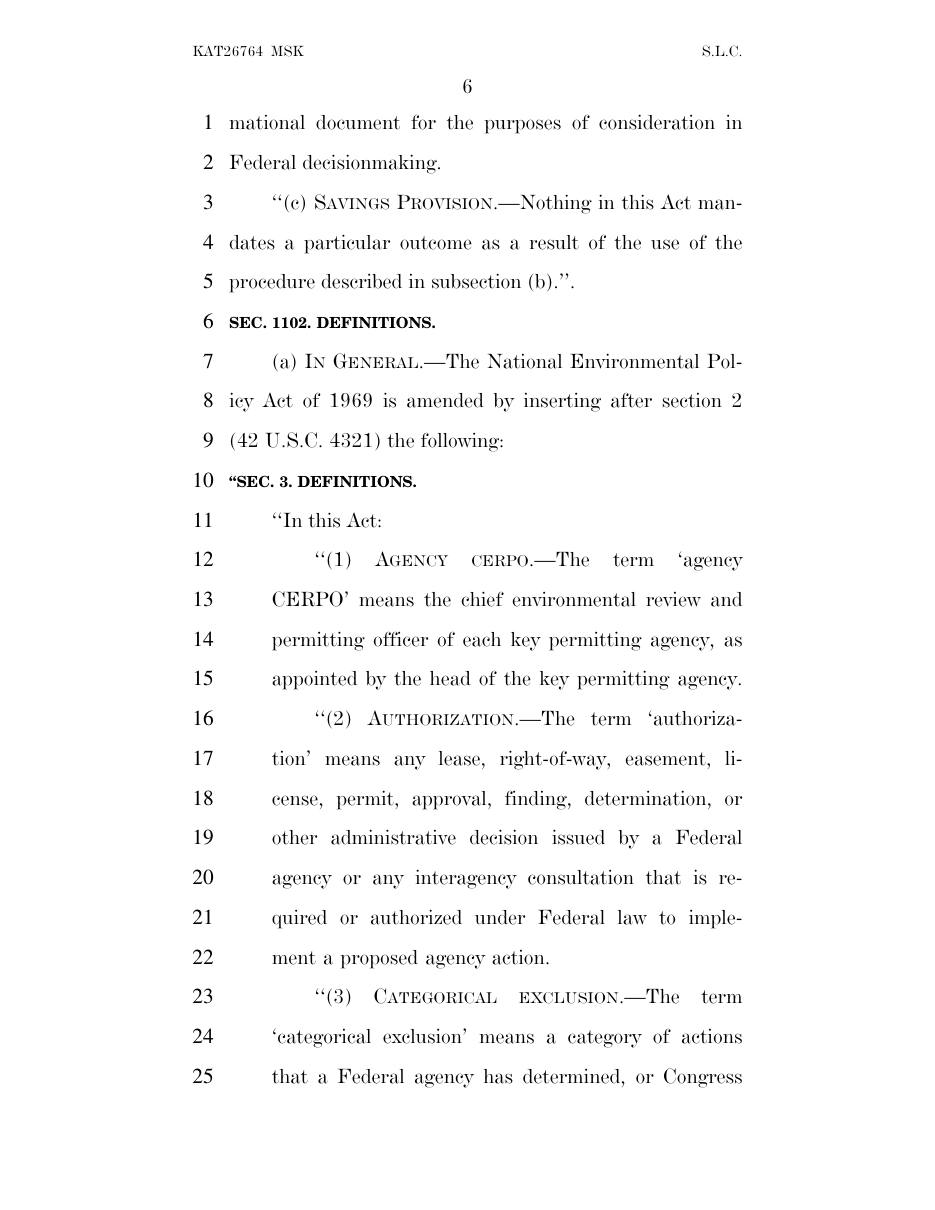 KAT26764 MSK S.L.C.
6
1 mational document for the purposes of consideration in
2 Federal decisionmaking.
3 ‘‘(c) SAVINGS PROVISION.—Nothing in this Act man-
4 dates a particular outcome as a result of the use of the
5 procedure described in subsection (b).’’.
6 SEC. 1102. DEFINITIONS.
7 (a) IN GENERAL.—The National Environmental Pol-
8 icy Act of 1969 is amended by inserting after section 2
9 (42 U.S.C. 4321) the following:
10 “SEC. 3. DEFINITIONS.
11 ‘‘In this Act:
12 ‘‘(1) AGENCY CERPO.—The term ‘agency
13 CERPO’ means the chief environmental review and
14 permitting officer of each key permitting agency, as
15 appointed by the head of the key permitting agency.
16 ‘‘(2) AUTHORIZATION.—The term ‘authoriza-
17 tion’ means any lease, right-of-way, easement, li-
18 cense, permit, approval, finding, determination, or
19 other administrative decision issued by a Federal
20 agency or any interagency consultation that is re-
21 quired or authorized under Federal law to imple-
22 ment a proposed agency action.
23 ‘‘(3) CATEGORICAL EXCLUSION.—The term
24 ‘categorical exclusion’ means a category of actions
25 that a Federal agency has determined, or Congress